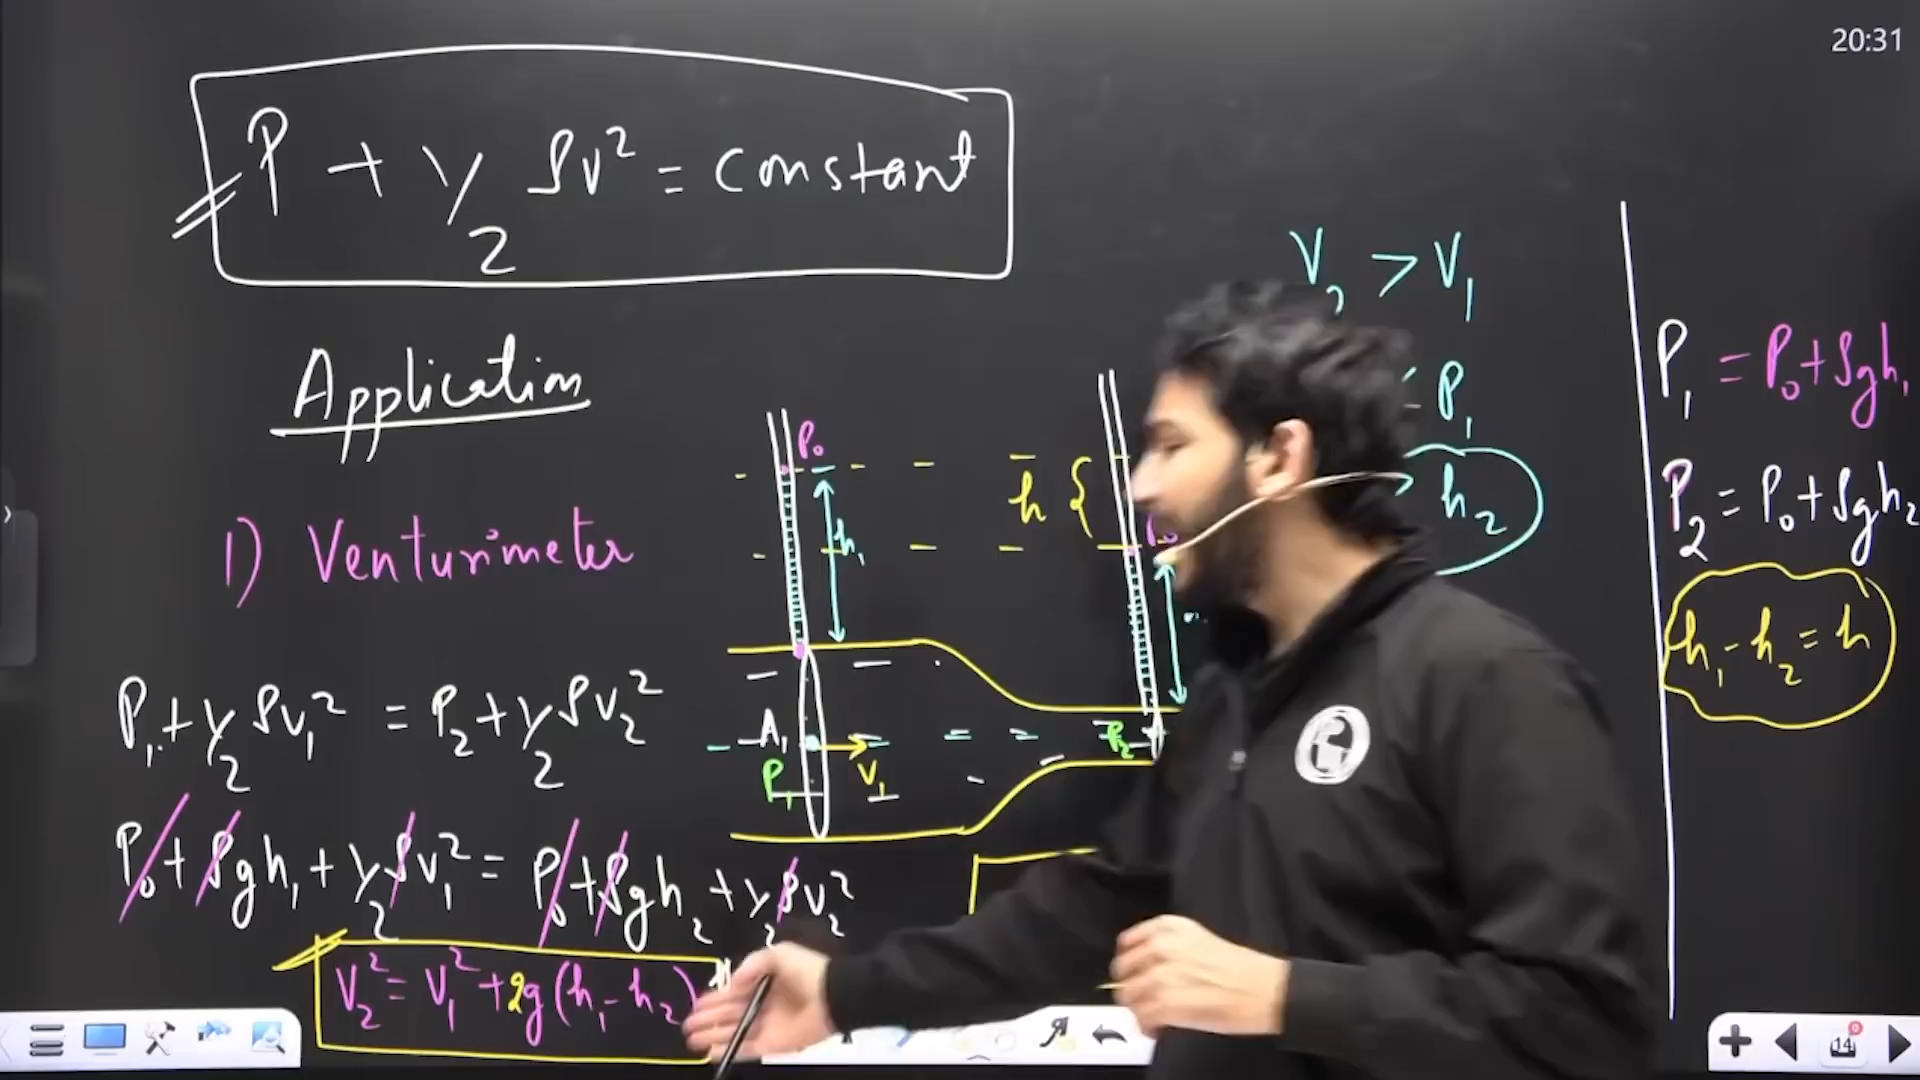 20:31
P + 1/2 ρv² = constant
Application
1) Venturimeter
P₁ + 1/2 ρv₁² = P₂ + 1/2 ρv₂²
P₀ + ρgh₁ + 1/2 ρv₁² = P₀ + ρgh₂ + 1/2 ρv₂²
v₂² = v₁² + 2g(h₁ - h₂)
P₀
h₁
h {
A₁
P₁
V₁
P₂
V₂ > V₁
P₁
h₂
P₁ = P₀ + ρgh₁
P₂ = P₀ + ρgh₂
h₁ - h₂ = h
14